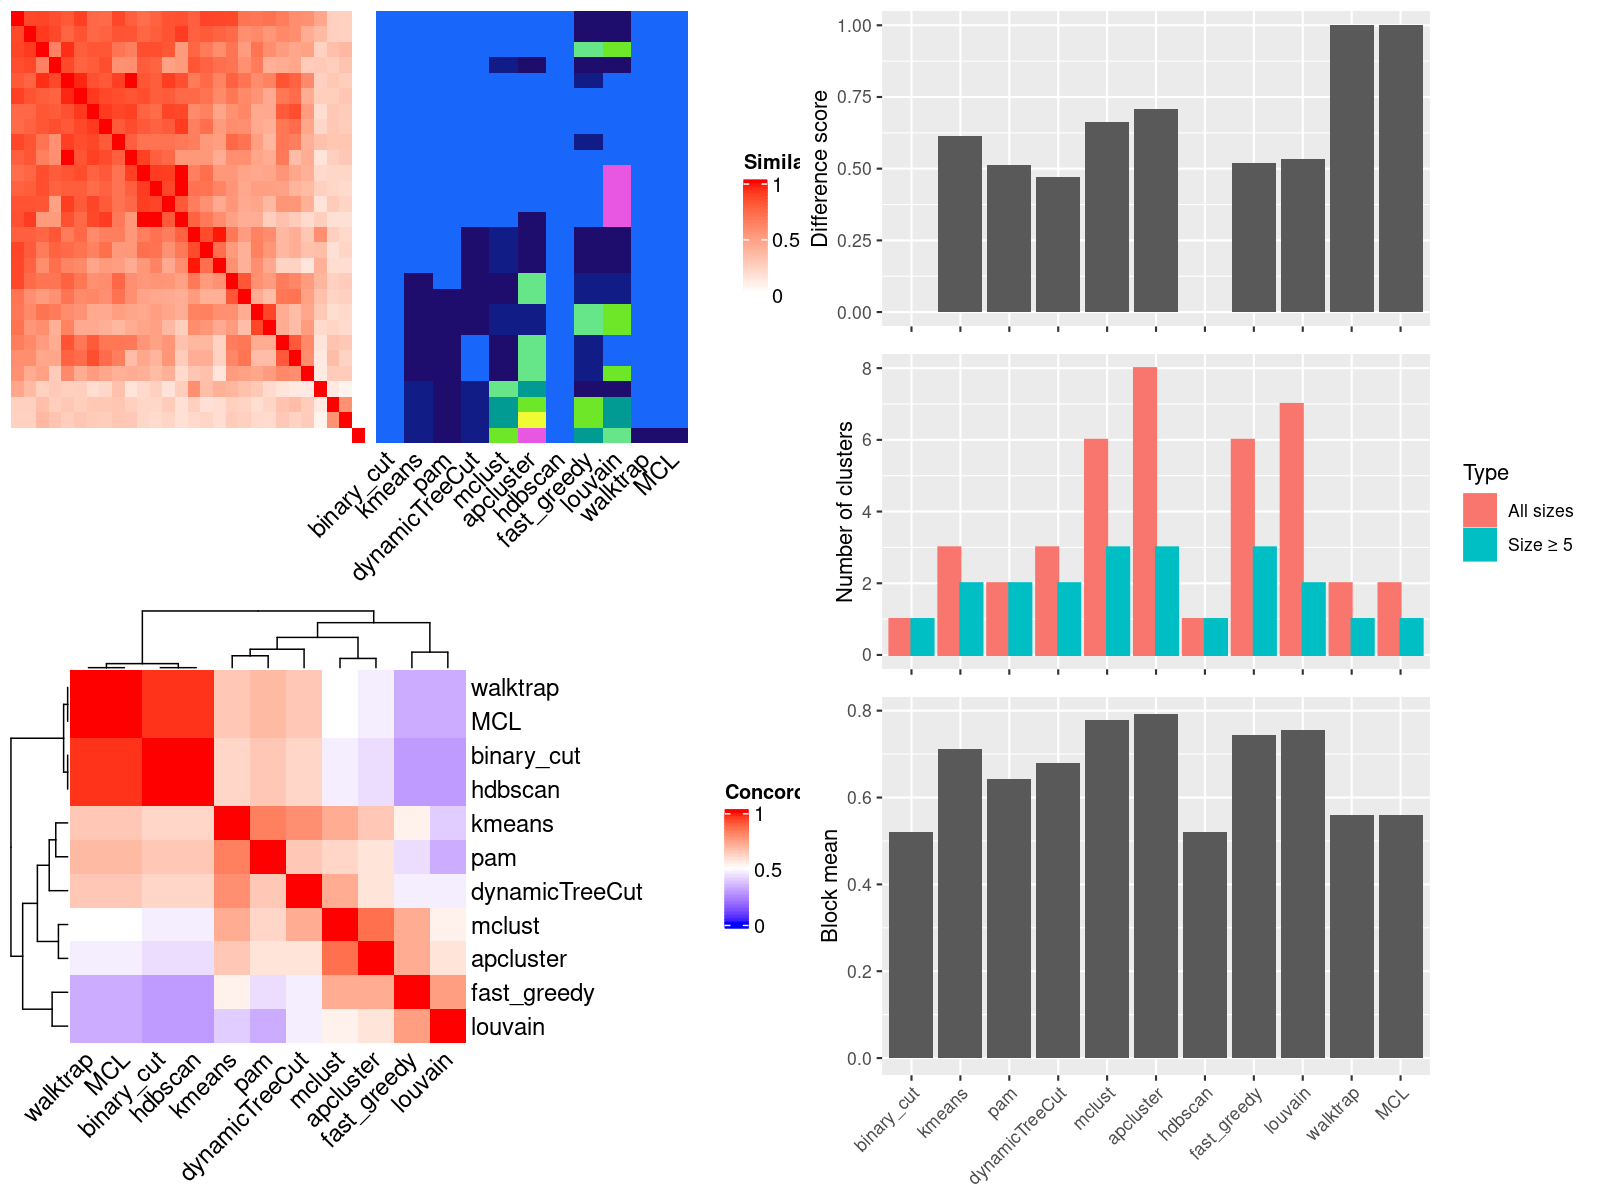 Simila
1
0.5
0
binary_cut
kmeans
pam
dynamicTreeCut
mclust
apcluster
hdbscan
fast_greedy
louvain
walktrap
MCL
walktrap
MCL
binary_cut
hdbscan
kmeans
pam
dynamicTreeCut
mclust
apcluster
fast_greedy
louvain
walktrap
MCL
binary_cut
hdbscan
kmeans
pam
dynamicTreeCut
mclust
apcluster
fast_greedy
louvain
Concord
1
0.5
0
Difference score
1.00
0.75
0.50
0.25
0.00
Number of clusters
8
6
4
2
0
Type
All sizes
Size ≥ 5
Block mean
0.8
0.6
0.4
0.2
0.0
binary_cut
kmeans
pam
dynamicTreeCut
mclust
apcluster
hdbscan
fast_greedy
louvain
walktrap
MCL